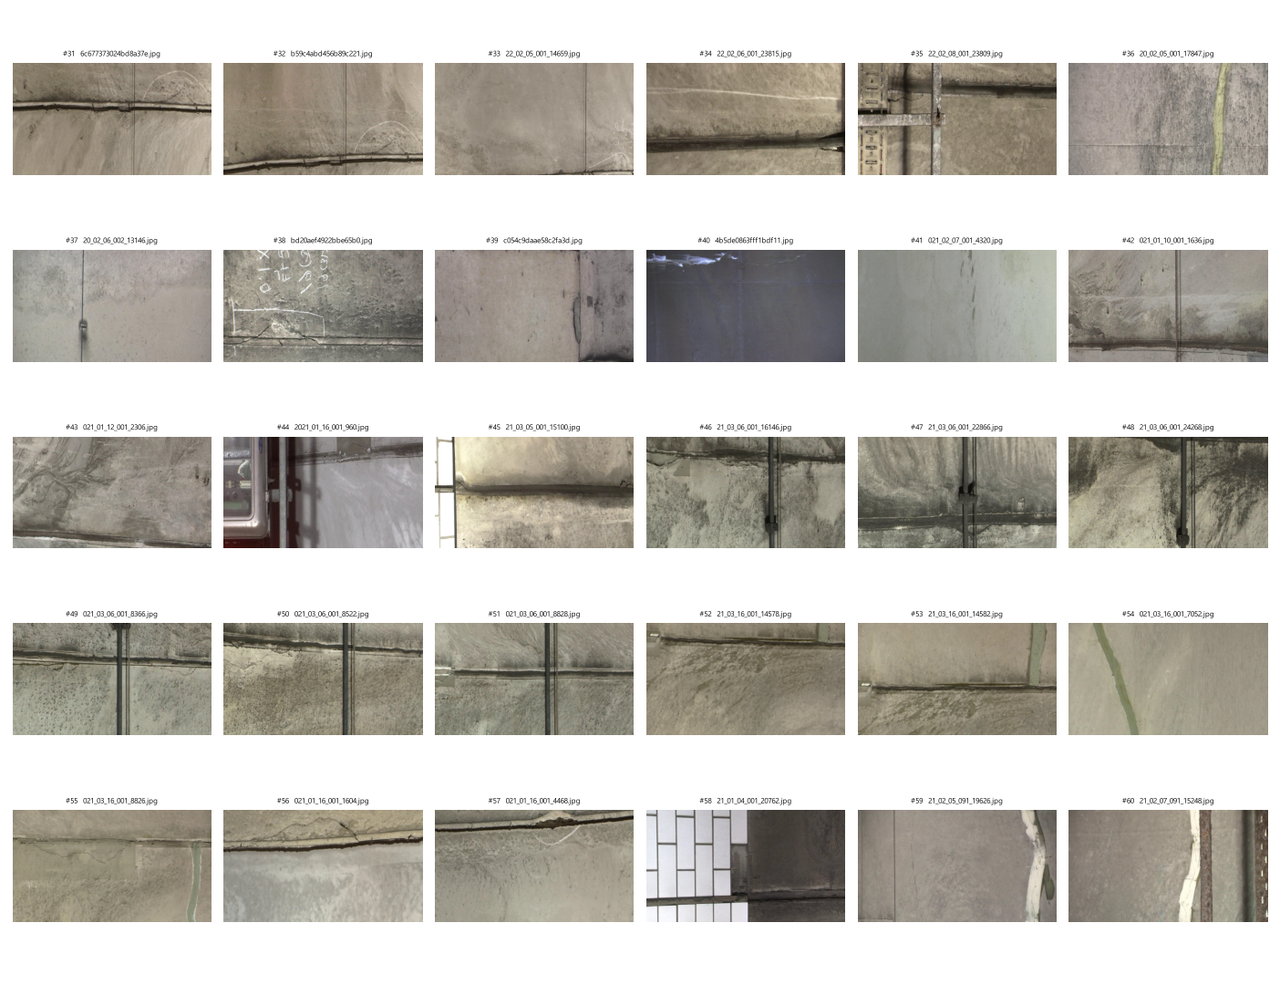 #31 6c677373024bd8a37e.jpg
#32 b59c4abd456b89c221.jpg
#33 22_02_05_001_14659.jpg
#34 22_02_06_001_23815.jpg
#35 22_02_08_001_23809.jpg
#36 20_02_05_001_17847.jpg
#37 20_02_06_002_13146.jpg
#38 bd20aef4922bbe65b0.jpg
#39 c054c9daae58c2fa3d.jpg
#40 4b5de0863fff1bdf11.jpg
#41 021_02_07_001_4320.jpg
#42 021_01_10_001_1636.jpg
#43 021_01_12_001_2306.jpg
#44 2021_01_16_001_960.jpg
#45 21_03_05_001_15100.jpg
#46 21_03_06_001_16146.jpg
#47 21_03_06_001_22866.jpg
#48 21_03_06_001_24268.jpg
#49 021_03_06_001_8366.jpg
#50 021_03_06_001_8522.jpg
#51 021_03_06_001_8828.jpg
#52 21_03_16_001_14578.jpg
#53 21_03_16_001_14582.jpg
#54 021_03_16_001_7052.jpg
#55 021_03_16_001_8826.jpg
#56 021_01_16_001_1604.jpg
#57 021_01_16_001_4468.jpg
#58 21_01_04_001_20762.jpg
#59 21_02_05_091_19626.jpg
#60 21_02_07_091_15248.jpg